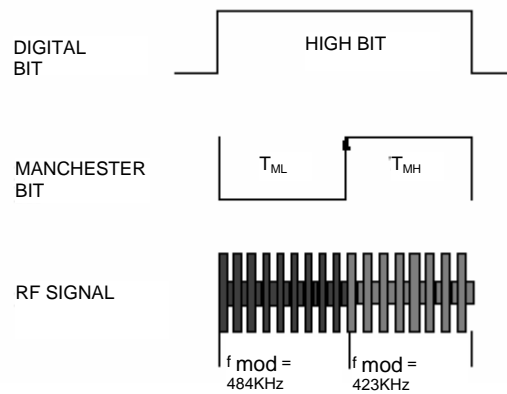 DIGITAL
BIT
HIGH BIT
MANCHESTER
BIT
TML
TMH
RF SIGNAL
f mod =
484KHz
f mod =
423KHz